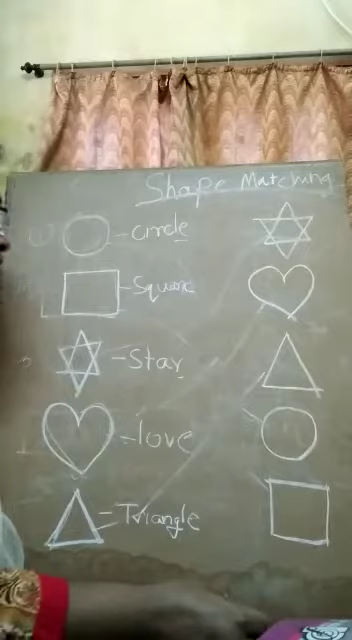 Shape Matching
- Circle
- Square
- Star
- love
- Triangle